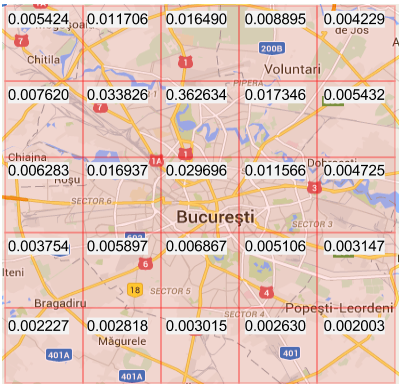 0.005424 0.011706 0.016490 0.008895 0.004229
7 de Jos
200B
Chitila 1 Voluntari
0.007620 0.033826 0.362634 0.017346 0.005432
7 PIPERA
Chiajna 1A 1
0.006283 0.016937 0.029696 0.011566 0.004725
Roșu 3
SECTOR 6
București
SECTOR 3
0.003754 0.005897 0.006867 0.005106 0.003147
6
18 SECTOR 5 4
Bragadiru Popești-Leordeni
SECTOR 4
0.002227 0.002818 0.003015 0.002630 0.002003
Măgurele
401A 401
401A